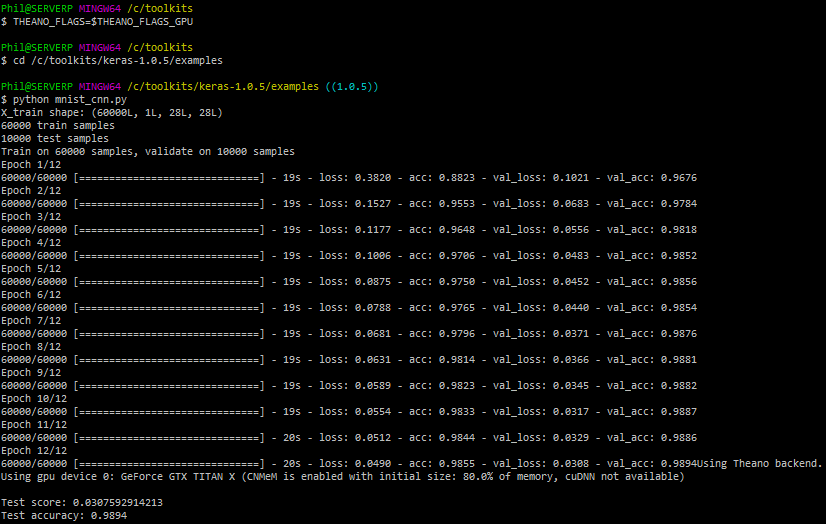 Phil@SERVERP MINGW64 /c/toolkits
$ THEANO_FLAGS=$THEANO_FLAGS_GPU
Phil@SERVERP MINGW64 /c/toolkits
$ cd /c/toolkits/keras-1.0.5/examples
Phil@SERVERP MINGW64 /c/toolkits/keras-1.0.5/examples ((1.0.5))
$ python mnist_cnn.py
X_train shape: (60000L, 1L, 28L, 28L)
60000 train samples
10000 test samples
Train on 60000 samples, validate on 10000 samples
Epoch 1/12
60000/60000 [==============================] - 19s - loss: 0.3820 - acc: 0.8823 - val_loss: 0.1021 - val_acc: 0.9676
Epoch 2/12
60000/60000 [==============================] - 19s - loss: 0.1527 - acc: 0.9553 - val_loss: 0.0683 - val_acc: 0.9784
Epoch 3/12
60000/60000 [==============================] - 19s - loss: 0.1177 - acc: 0.9648 - val_loss: 0.0556 - val_acc: 0.9818
Epoch 4/12
60000/60000 [==============================] - 19s - loss: 0.1006 - acc: 0.9706 - val_loss: 0.0483 - val_acc: 0.9852
Epoch 5/12
60000/60000 [==============================] - 19s - loss: 0.0875 - acc: 0.9750 - val_loss: 0.0452 - val_acc: 0.9856
Epoch 6/12
60000/60000 [==============================] - 19s - loss: 0.0788 - acc: 0.9765 - val_loss: 0.0440 - val_acc: 0.9854
Epoch 7/12
60000/60000 [==============================] - 19s - loss: 0.0681 - acc: 0.9796 - val_loss: 0.0371 - val_acc: 0.9876
Epoch 8/12
60000/60000 [==============================] - 19s - loss: 0.0631 - acc: 0.9814 - val_loss: 0.0366 - val_acc: 0.9881
Epoch 9/12
60000/60000 [==============================] - 19s - loss: 0.0589 - acc: 0.9823 - val_loss: 0.0345 - val_acc: 0.9882
Epoch 10/12
60000/60000 [==============================] - 19s - loss: 0.0554 - acc: 0.9833 - val_loss: 0.0317 - val_acc: 0.9887
Epoch 11/12
60000/60000 [==============================] - 20s - loss: 0.0512 - acc: 0.9844 - val_loss: 0.0329 - val_acc: 0.9886
Epoch 12/12
60000/60000 [==============================] - 20s - loss: 0.0490 - acc: 0.9855 - val_loss: 0.0308 - val_acc: 0.9894Using Theano backend.
Using gpu device 0: GeForce GTX TITAN X (CNMeM is enabled with initial size: 80.0% of memory, cuDNN not available)
Test score: 0.0307592914213
Test accuracy: 0.9894